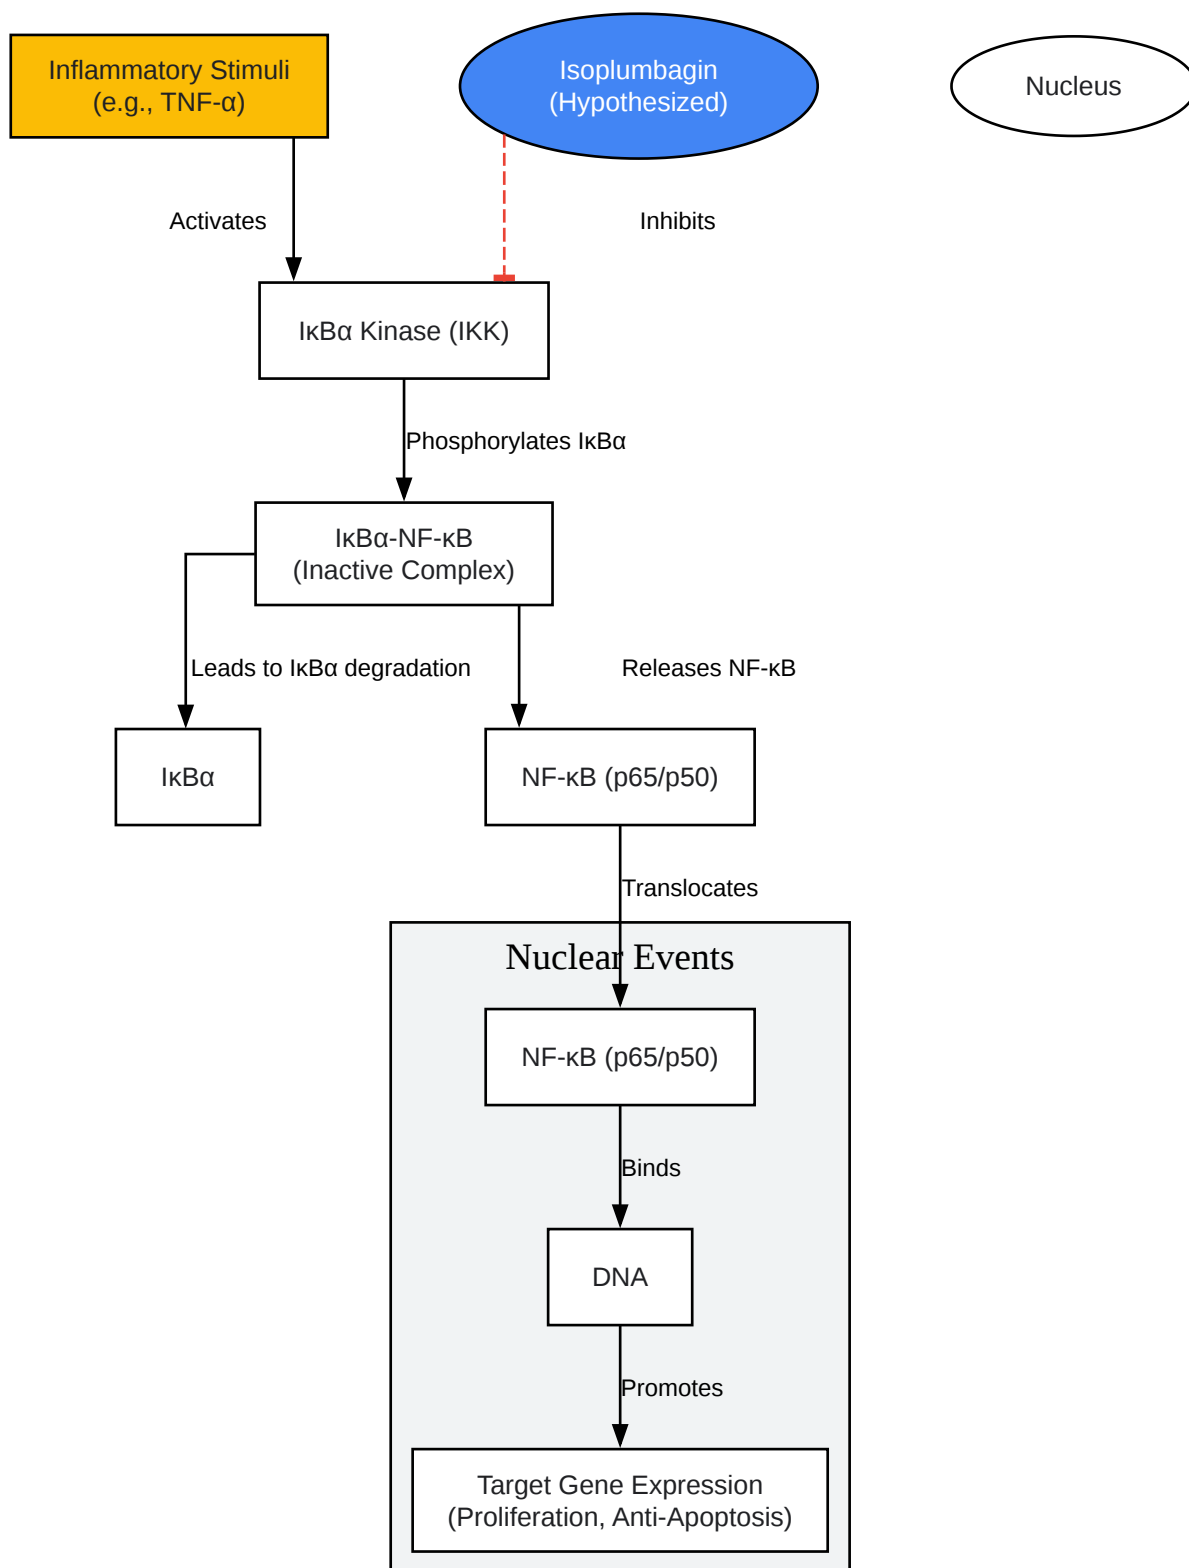 Inflammatory Stimuli
(e.g., TNF-α)
Isoplumbagin
(Hypothesized)
Nucleus
Activates
Inhibits
IκBα Kinase (IKK)
Phosphorylates IκBα
IκBα-NF-κB
(Inactive Complex)
Leads to IκBα degradation
Releases NF-κB
IκBα
NF-κB (p65/p50)
Translocates
Nuclear Events
NF-κB (p65/p50)
Binds
DNA
Promotes
Target Gene Expression
(Proliferation, Anti-Apoptosis)